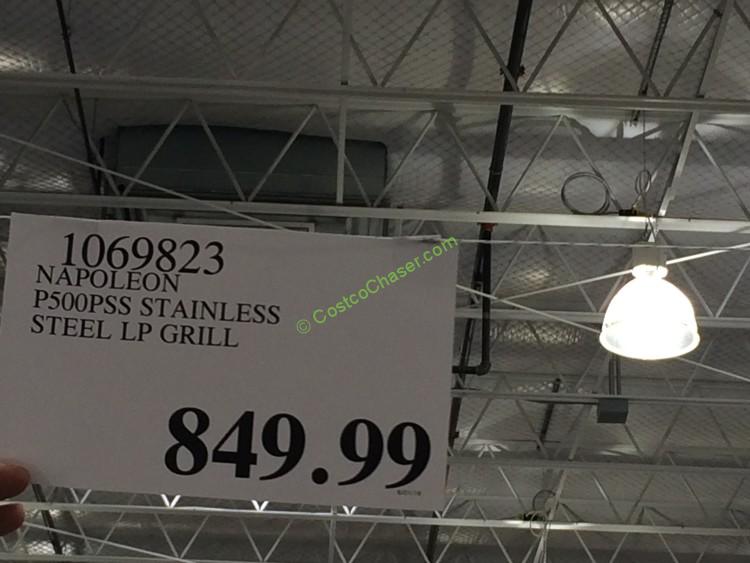 1069823
NAPOLEON
P500PSS STAINLESS
STEEL LP GRILL
849.99
© CostcoChaser.com